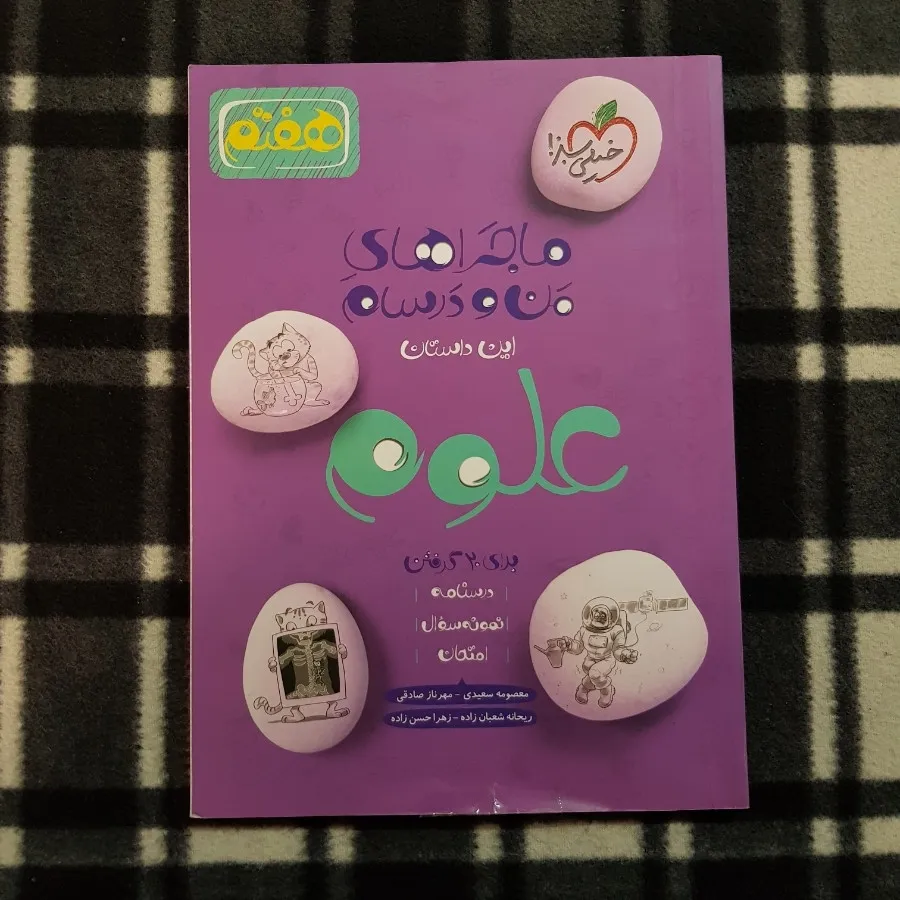 هفتم
خیلی سبز!
ماجراهای
من و درسام
این داستان
علوم
برای ۲۰ گرفتن
درسنامه
نمونه سؤال
امتحان
معصومه سعیدی - مهرناز صادقی
ریحانه شعبان زاده - زهرا حسن زاده